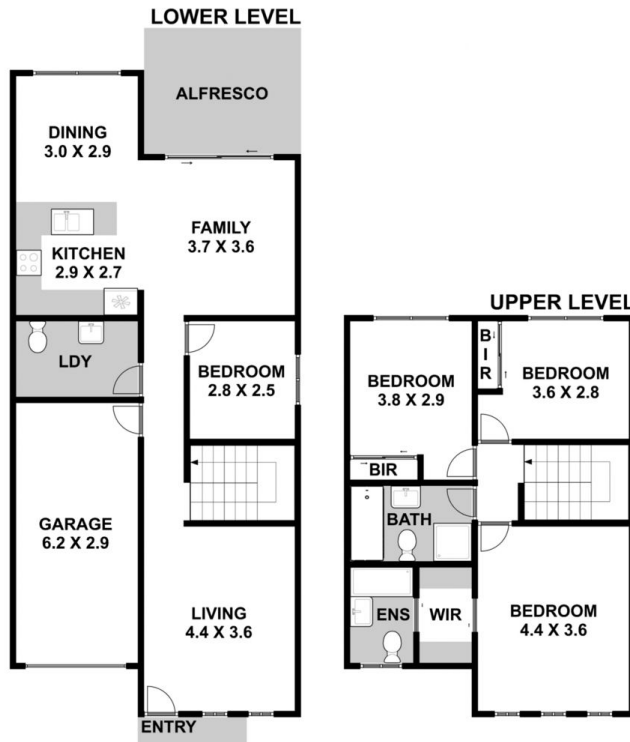 LOWER LEVEL
ALFRESCO
DINING
3.0 X 2.9
FAMILY
3.7 X 3.6
KITCHEN
2.9 X 2.7
LDY
BEDROOM
2.8 X 2.5
GARAGE
6.2 X 2.9
LIVING
4.4 X 3.6
ENTRY
UPPER LEVEL
BEDROOM
3.8 X 2.9
BIR
B
I
R
BEDROOM
3.6 X 2.8
BATH
ENS
WIR
BEDROOM
4.4 X 3.6